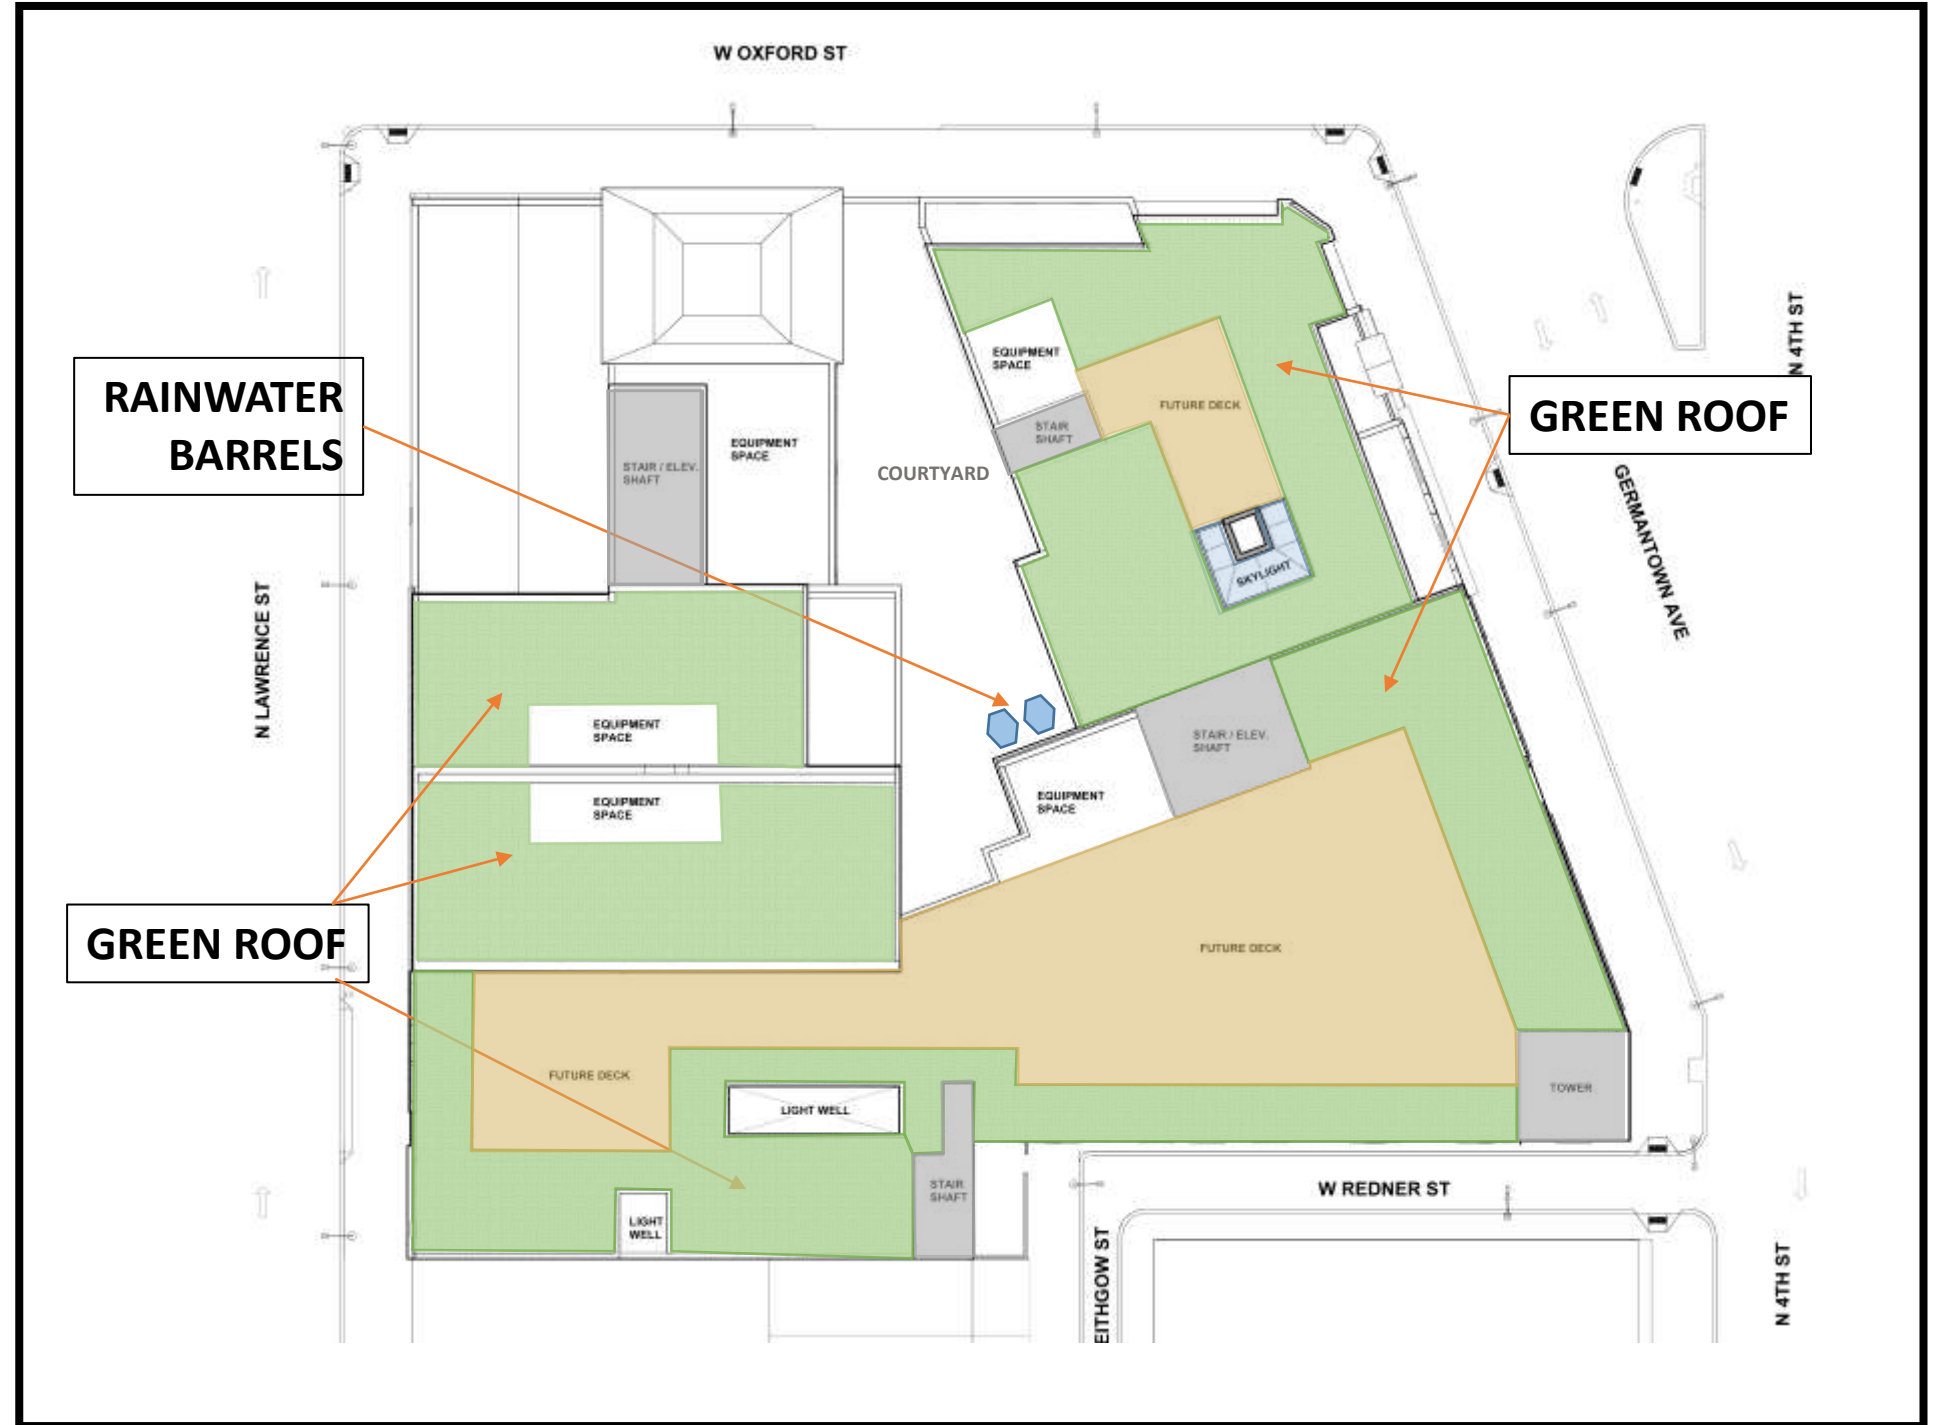 W OXFORD ST
N 4TH ST
RAINWATER
BARRELS
EQUIPMENT
SPACE
GREEN ROOF
FUTURE DECK
STAIR
SHAFT
EQUIPMENT
SPACE
STAIR / ELEV.
SHAFT
COURTYARD
GERMANTOWN AVE
SKYLIGHT
N LAWRENCE ST
EQUIPMENT
SPACE
STAIR / ELEV.
SHAFT
EQUIPMENT
SPACE
EQUIPMENT
SPACE
GREEN ROOF
FUTURE DECK
FUTURE DECK
TOWER
LIGHT WELL
STAIR
SHAFT
W REDNER ST
LIGHT
WELL
EITHGOW ST
N 4TH ST